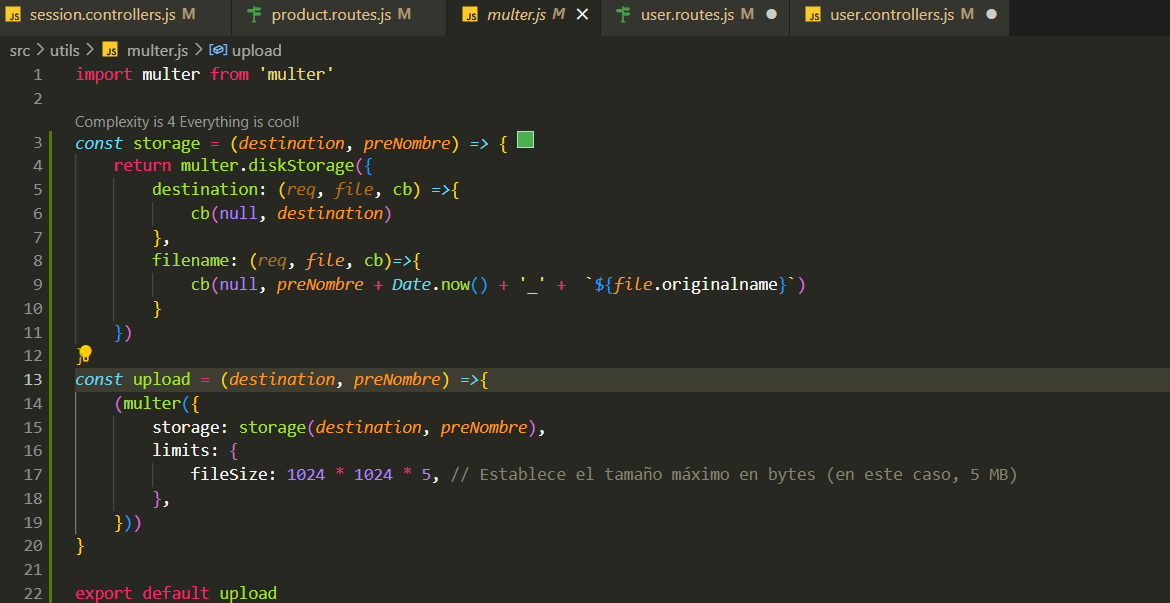 JS session.controllers.js M
product.routes.js M
JS multer.js M
user.routes.js M
JS user.controllers.js M
src > utils > JS multer.js > upload
1 import multer from 'multer'
2
Complexity is 4 Everything is cool!
3 const storage = (destination, preNombre) => {
4 return multer.diskStorage({
5 destination: (req, file, cb) =>{
6 cb(null, destination)
7 },
8 filename: (req, file, cb)=>{
9 cb(null, preNombre + Date.now() + '_' +  `${file.originalname}`)
10 }
11 })
12 }
13 const upload = (destination, preNombre) =>{
14 (multer({
15 storage: storage(destination, preNombre),
16 limits: {
17 fileSize: 1024 * 1024 * 5, // Establece el tamaño máximo en bytes (en este caso, 5 MB)
18 },
19 }))
20 }
21
22 export default upload